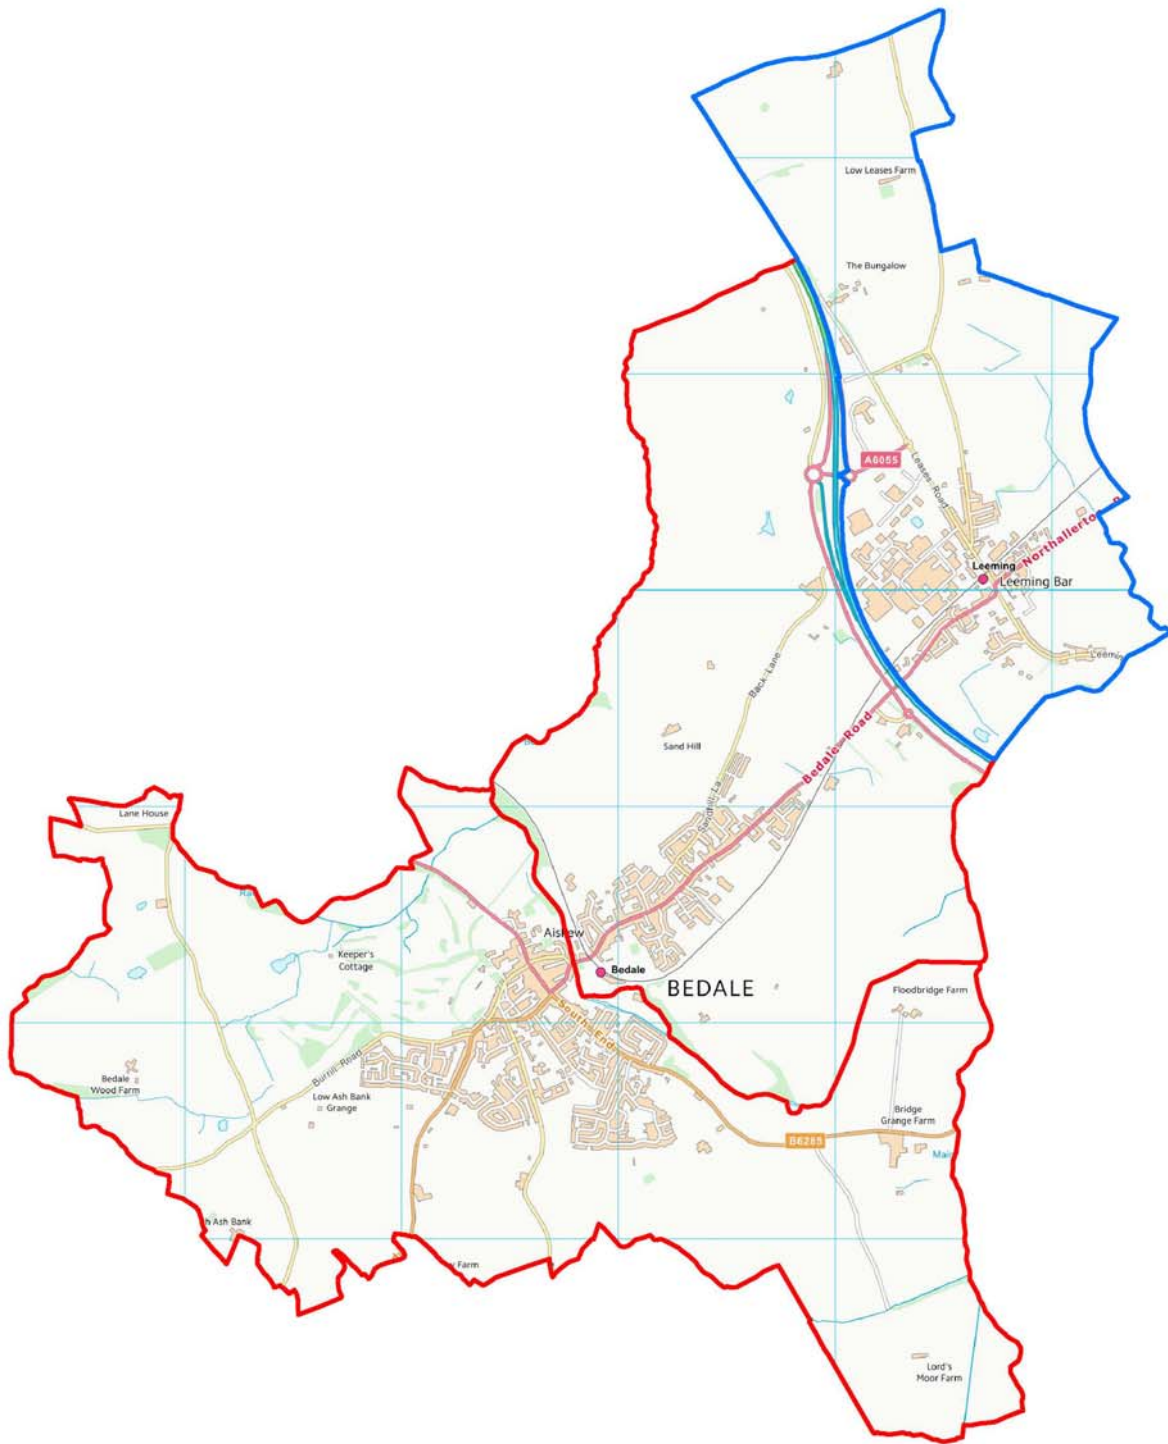 Low Leases Farm
The Bungalow
A6055
Leases Road
Northallerto
Leeming
Leeming Bar
Leemin
Back Lane
Bedale Road
Sand Hill
Sandhill La
Lane House
Aiskew
Keeper's
Cottage
Bedale
BEDALE
Floodbridge Farm
South End
Burrill Road
Bedale
Wood Farm
Low Ash Bank
Grange
Bridge
Grange Farm
B6285
Main
h Ash Bank
y Farm
Lord's
Moor Farm